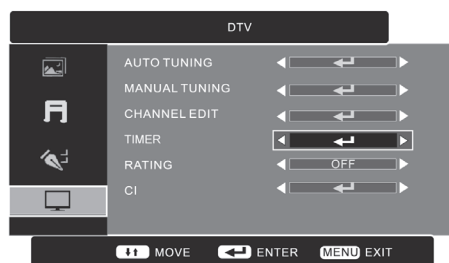 DTV
AUTO TUNING
MANUAL TUNING
CHANNEL EDIT
TIMER
RATING OFF
CI
MOVE ENTER MENU EXIT